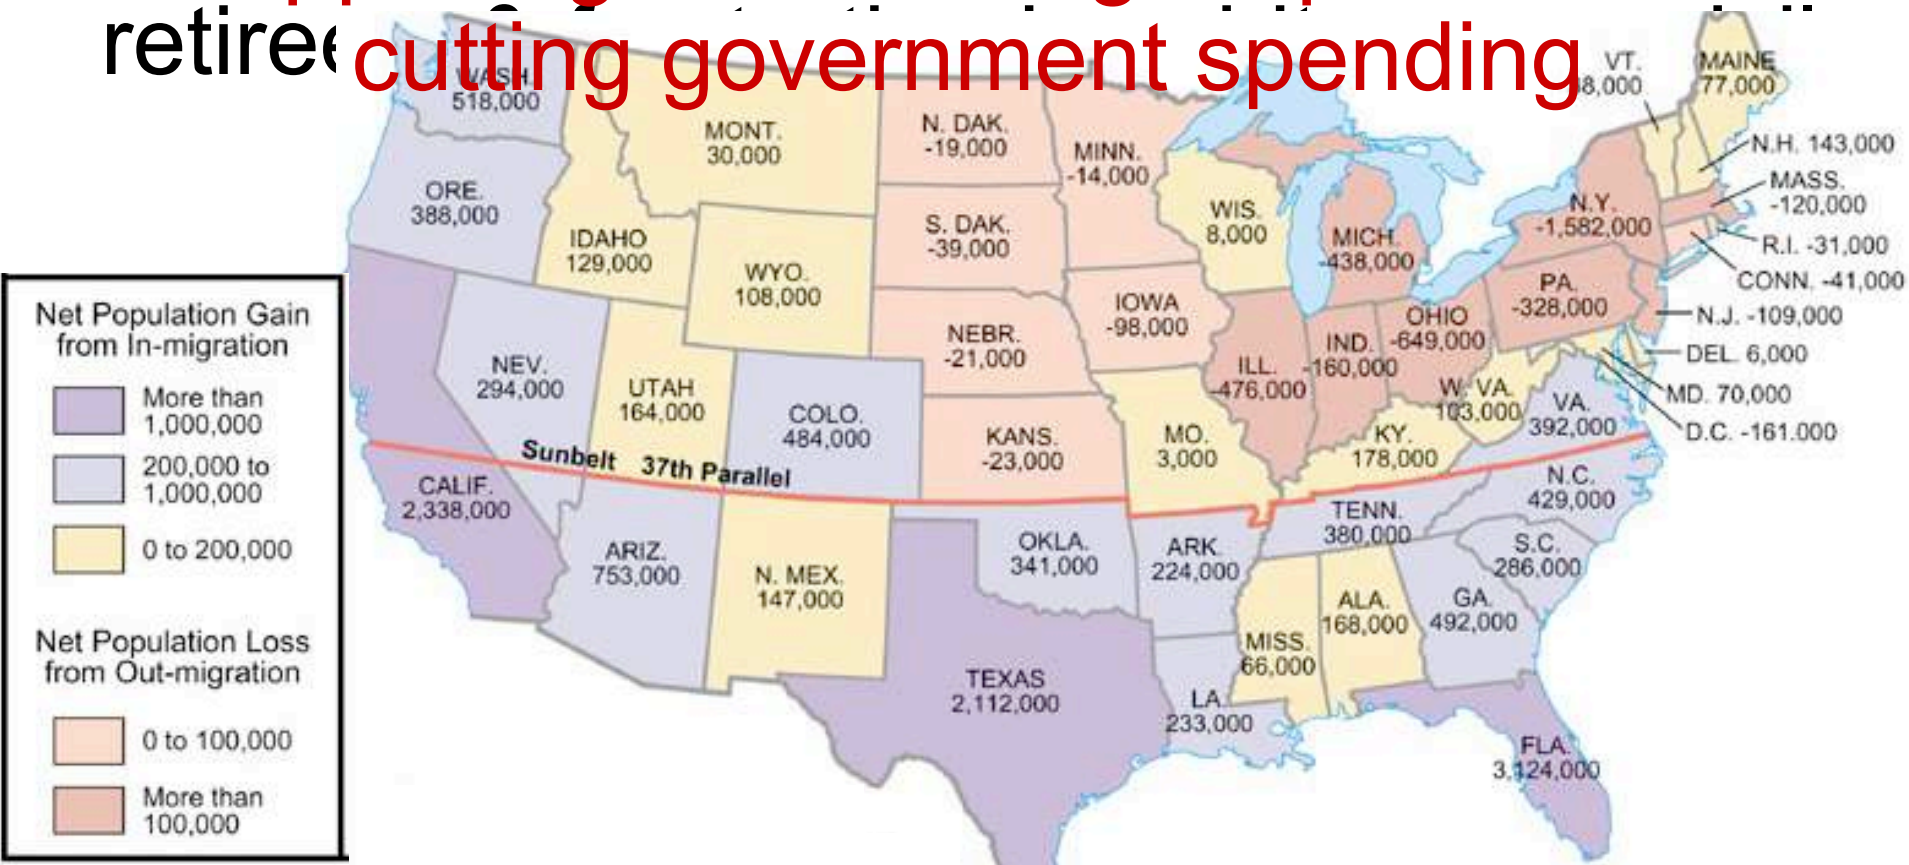 retiree
cutting government spending
WASH.
518,000
MONT.
30,000
N. DAK.
-19,000
MINN.
-14,000
VT.
MAINE
77,000
N.H. 143,000
MASS.
-120,000
ORE.
388,000
IDAHO
129,000
WYO.
108,000
S. DAK.
-39,000
WIS.
8,000
MICH.
-438,000
N.Y.
-1,582,000
R.I. -31,000
CONN. -41,000
PA.
-328,000
N.J. -109,000
DEL. 6,000
MD. 70,000
D.C. -161.000
Net Population Gain
from In-migration
More than
1,000,000
200,000 to
1,000,000
0 to 200,000
Net Population Loss
from Out-migration
0 to 100,000
More than
100,000
NEV.
294,000
UTAH
164,000
COLO.
484,000
NEBR.
-21,000
IOWA
-98,000
KANS.
-23,000
MO.
3,000
ILL.
-476,000
IND.
-160,000
OHIO
-649,000
W. VA.
103,000
KY.
178,000
VA.
392,000
Sunbelt 37th Parallel
CALIF.
2,338,000
ARIZ.
753,000
N. MEX.
147,000
OKLA.
341,000
ARK.
224,000
TENN.
380,000
N.C.
429,000
S.C.
286,000
GA.
492,000
ALA.
168,000
MISS.
66,000
TEXAS
2,112,000
LA.
233,000
FLA.
3,124,000